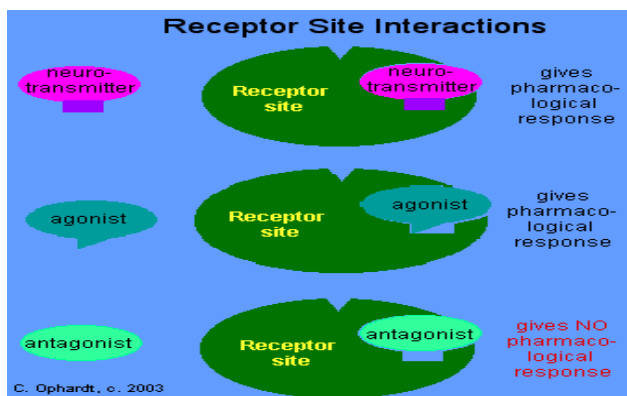 Receptor Site Interactions
neuro-
transmitter
Receptor
site
neuro-
transmitter
gives
pharmaco-
logical
response
agonist
Receptor
site
agonist
gives
pharmaco-
logical
response
antagonist
Receptor
site
antagonist
gives NO
pharmaco-
logical
response
C. Ophardt, c. 2003